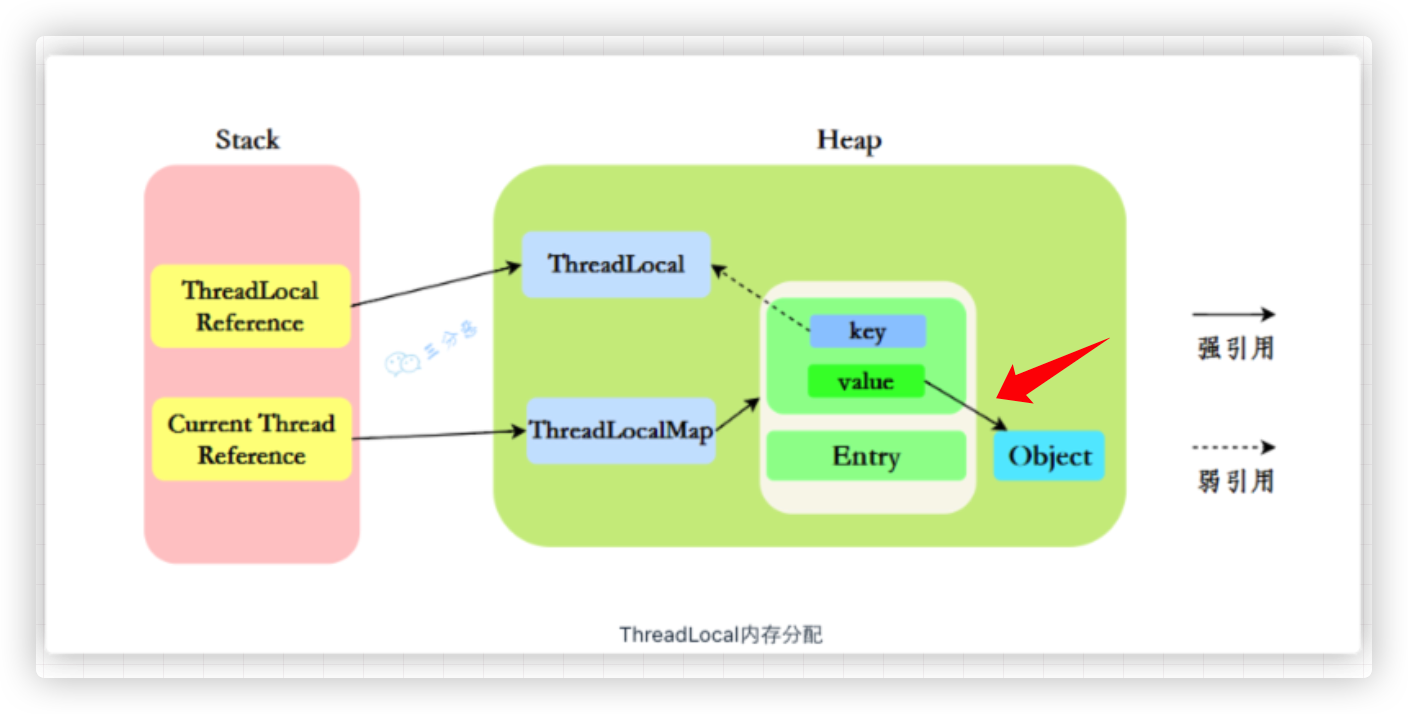 Stack
Heap
ThreadLocal
Reference
Current Thread
Reference
ThreadLocal
ThreadLocalMap
key
value
Entry
Object
强引用
弱引用
三分恶
ThreadLocal内存分配